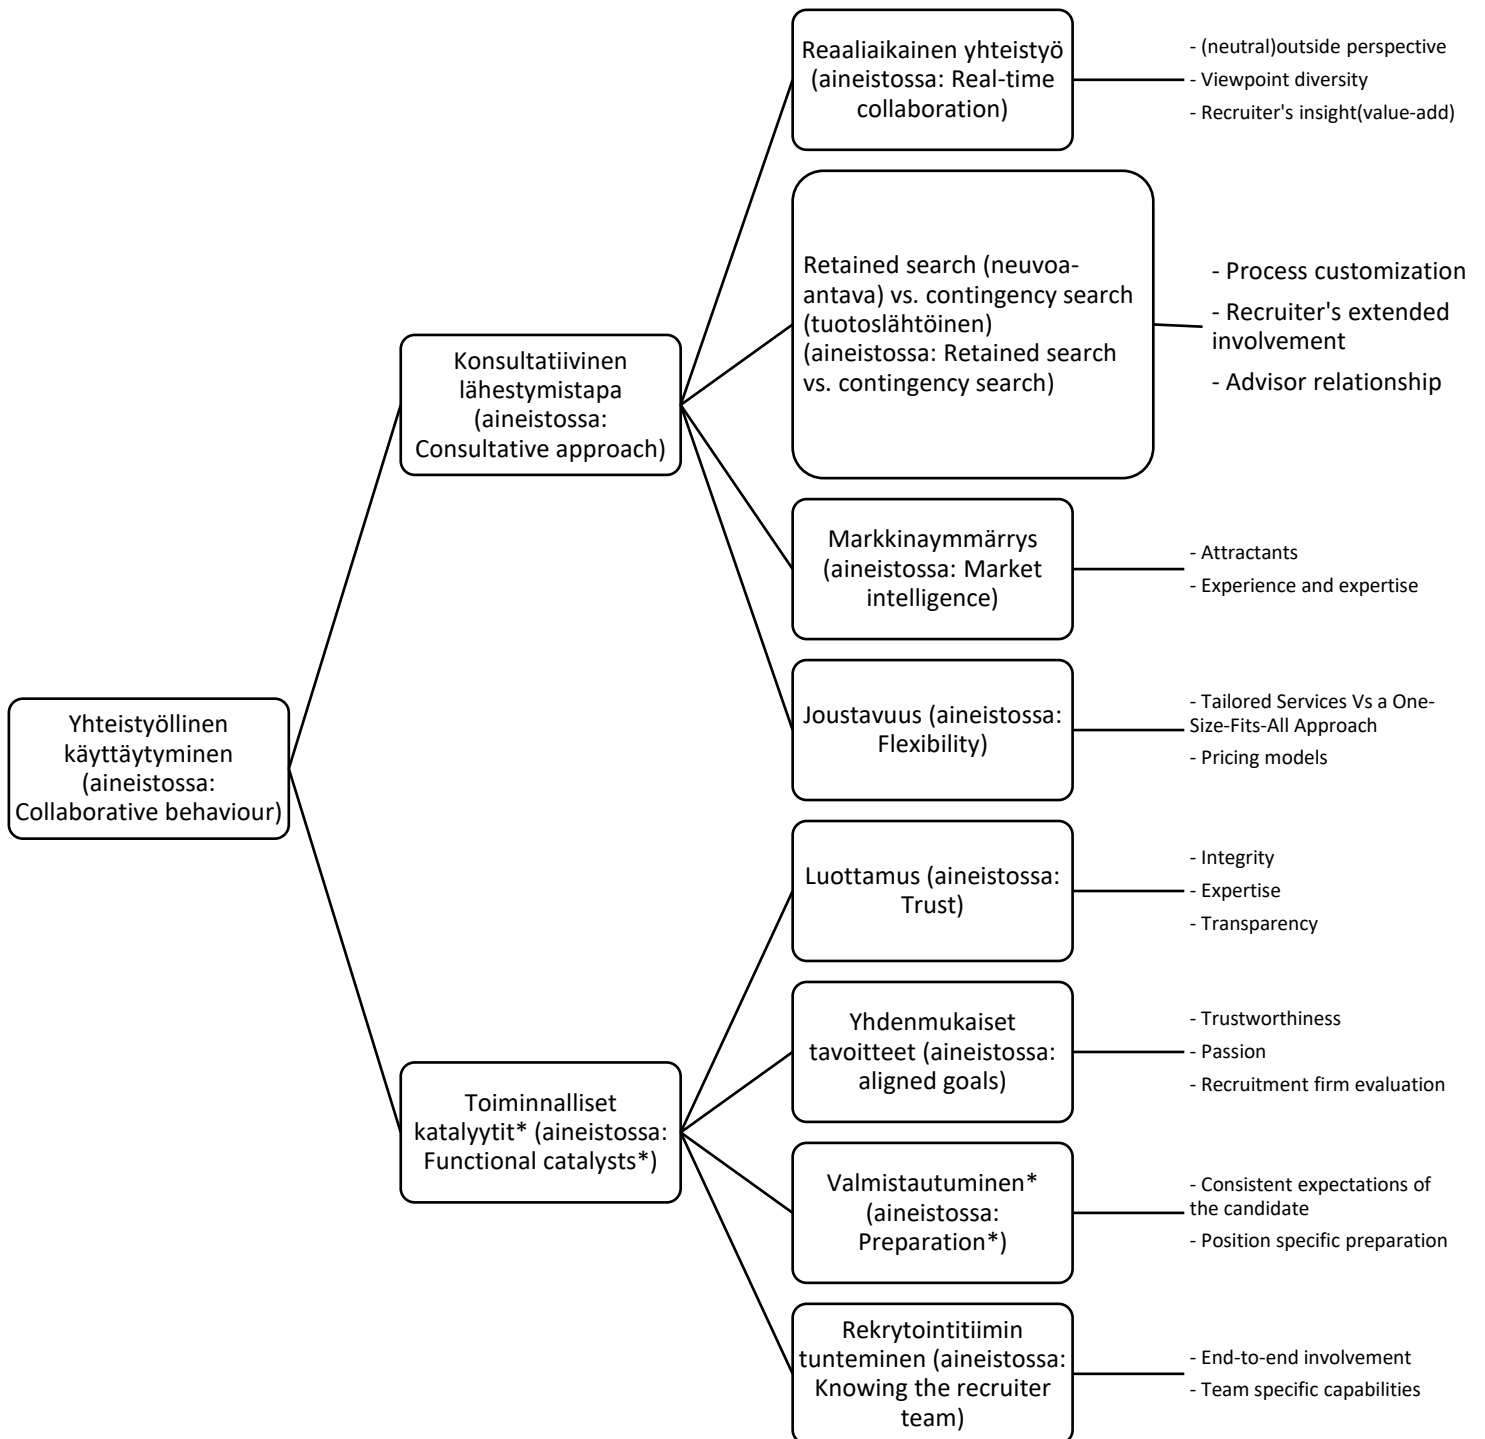 Yhteistyöllinen
käyttäytyminen
(aineistossa:
Collaborative behaviour)
Konsultatiivinen
lähestymistapa
(aineistossa:
Consultative approach)
Reaaliaikainen yhteistyö
(aineistossa: Real-time
collaboration)
- (neutral)outside perspective
- Viewpoint diversity
- Recruiter's insight(value-add)
Retained search (neuvoa-
antava) vs. contingency search
(tuotoslähtöinen)
(aineistossa: Retained search
vs. contingency search)
- Process customization
- Recruiter's extended
involvement
- Advisor relationship
Markkinaymmärrys
(aineistossa: Market
intelligence)
- Attractants
- Experience and expertise
Joustavuus (aineistossa:
Flexibility)
- Tailored Services Vs a One-
Size-Fits-All Approach
- Pricing models
Toiminnalliset
katalyytit* (aineistossa:
Functional catalysts*)
Luottamus (aineistossa:
Trust)
- Integrity
- Expertise
- Transparency
Yhdenmukaiset
tavoitteet (aineistossa:
aligned goals)
- Trustworthiness
- Passion
- Recruitment firm evaluation
Valmistautuminen*
(aineistossa:
Preparation*)
- Consistent expectations of
the candidate
- Position specific preparation
Rekrytointitiimin
tunteminen (aineistossa:
Knowing the recruiter
team)
- End-to-end involvement
- Team specific capabilities